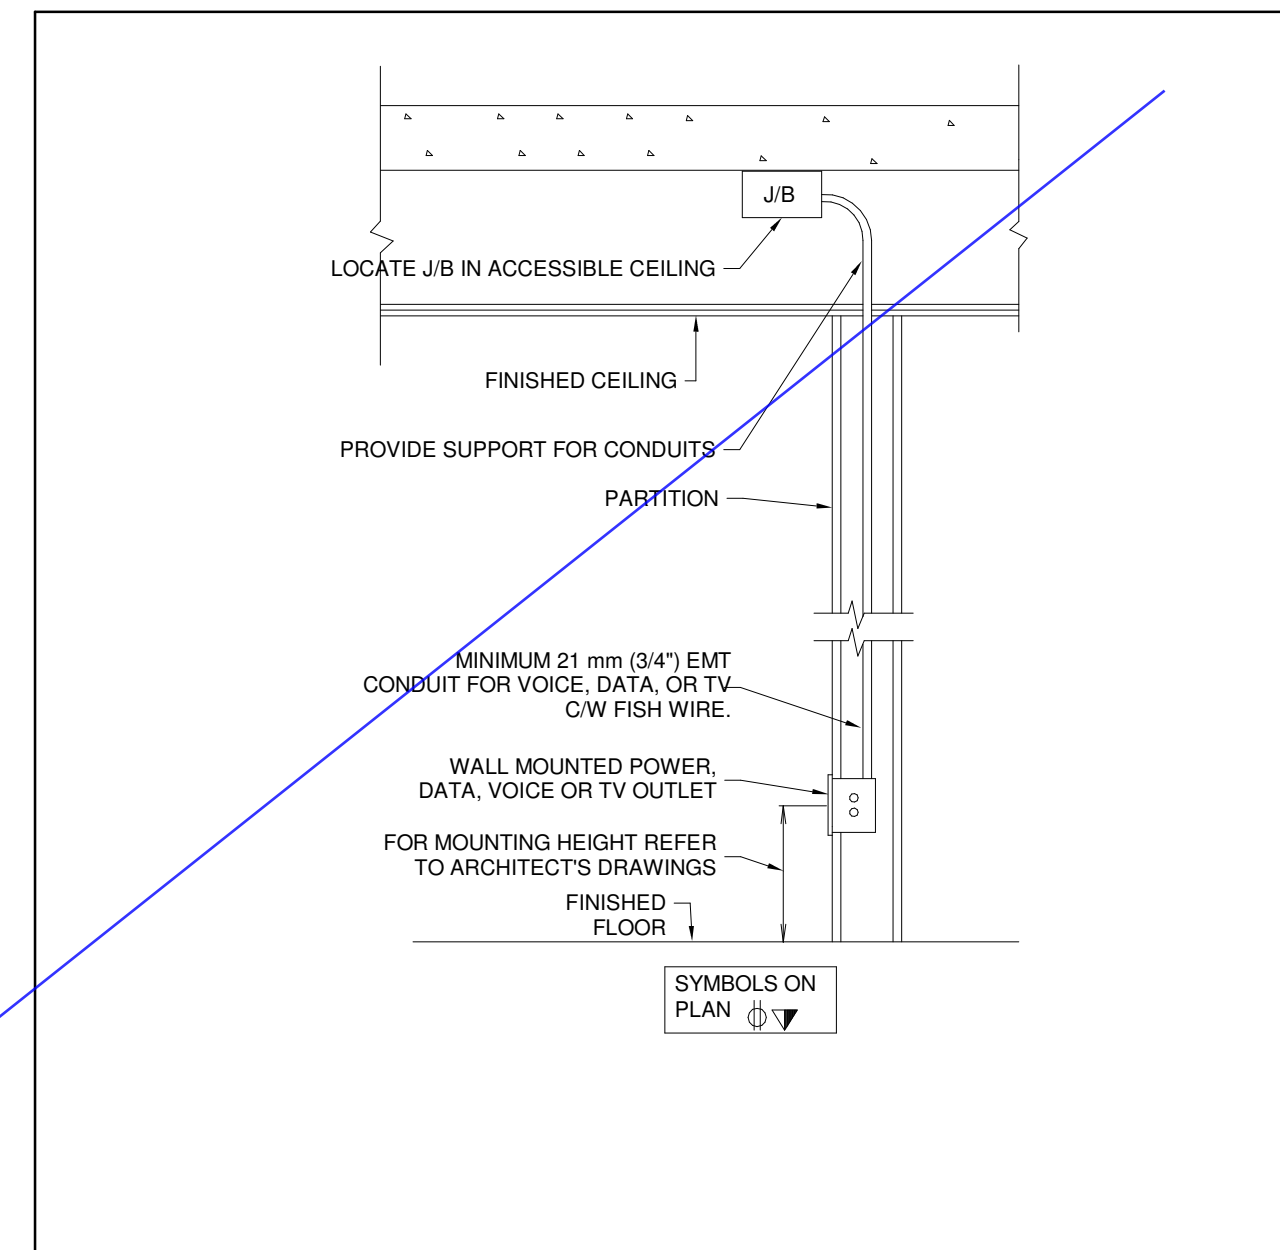 J/B
LOCATE J/B IN ACCESSIBLE CEILING
FINISHED CEILING
PROVIDE SUPPORT FOR CONDUITS
PARTITION
MINIMUM 21 mm (3/4") EMT
CONDUIT FOR VOICE, DATA, OR TV
C/W FISH WIRE.
WALL MOUNTED POWER,
DATA, VOICE OR TV OUTLET
FOR MOUNTING HEIGHT REFER
TO ARCHITECT'S DRAWINGS
FINISHED
FLOOR
SYMBOLS ON
PLAN